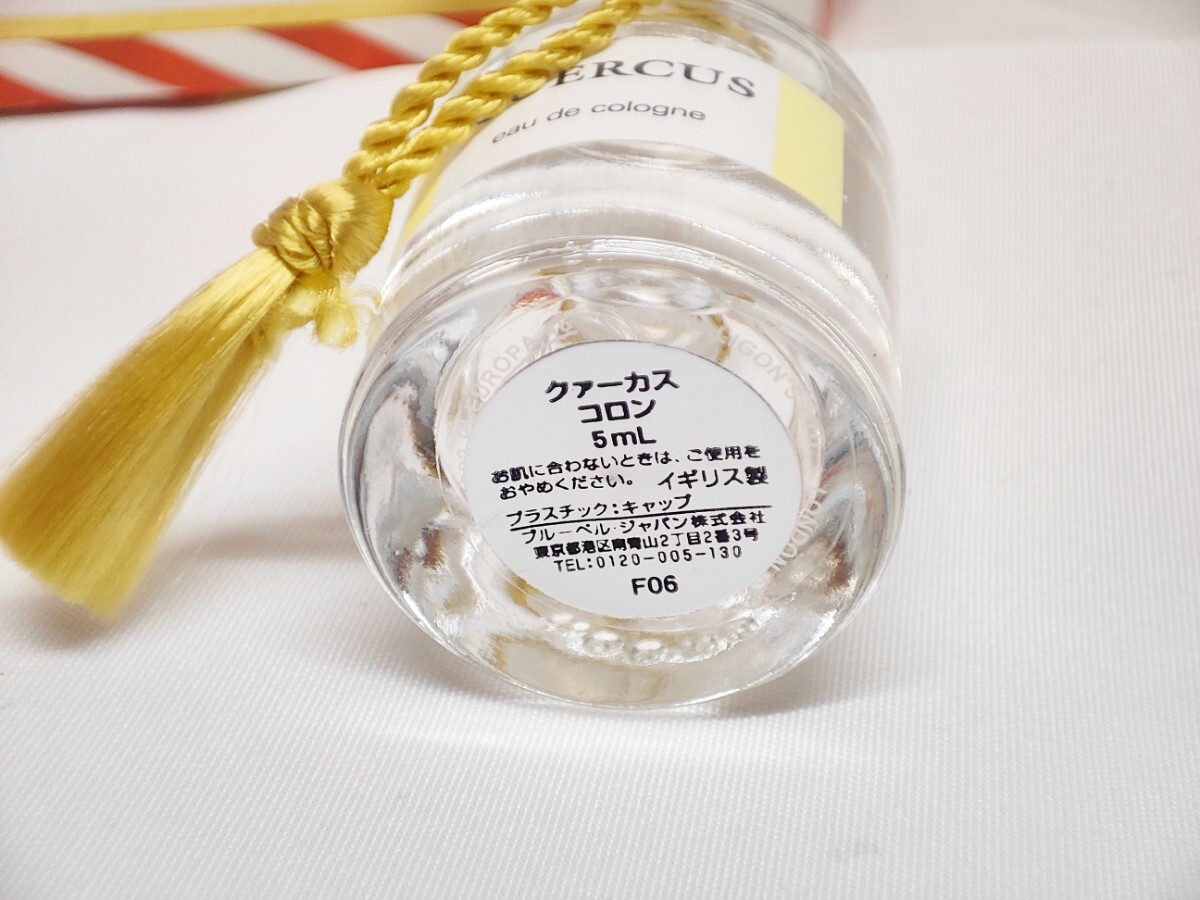 ERCUS
eau de cologne
クァーカス
コロン
5mL
お肌に合わないときは、ご使用を
おやめください。 イギリス製
プラスチック:キャップ
ブルーベル・ジャパン株式会社
東京都港区南青山2丁目2番3号
TEL:0120-005-130
F06
EUROPA
LONDON